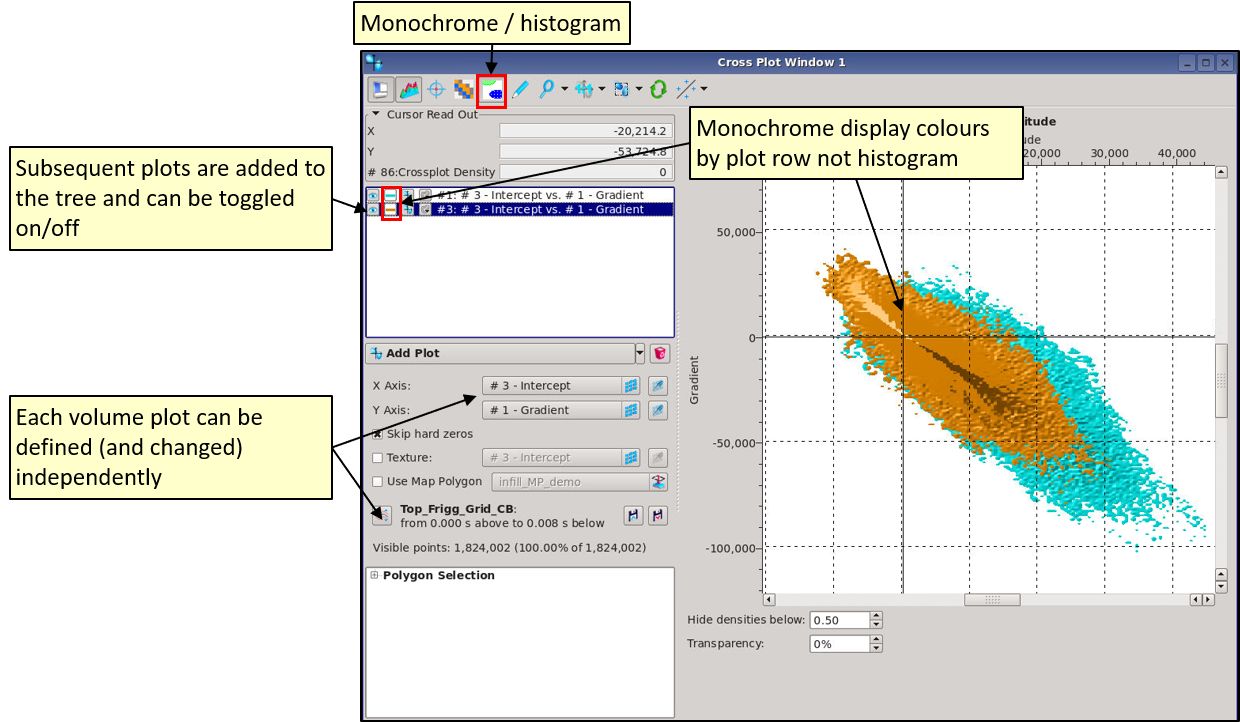 Monochrome / histogram
Cross Plot Window 1
Cursor Read Out
X -20,214.2
Y -53,724.8
# 86:Crossplot Density 0
#1: # 3 - Intercept vs. # 1 - Gradient
#3: # 3 - Intercept vs. # 1 - Gradient
Subsequent plots are added to
the tree and can be toggled
on/off
Monochrome display colours
by plot row not histogram
itude
ude
20,000 30,000 40,000
50,000
0
-50,000
-100,000
Gradient
Add Plot
X Axis: # 3 - Intercept
Y Axis: # 1 - Gradient
Skip hard zeros
Texture: # 3 - Intercept
Use Map Polygon infill_MP_demo
Top_Frigg_Grid_CB:
from 0.000 s above to 0.008 s below
Visible points: 1,824,002 (100.00% of 1,824,002)
Each volume plot can be
defined (and changed)
independently
Polygon Selection
Hide densities below: 0.50
Transparency: 0%